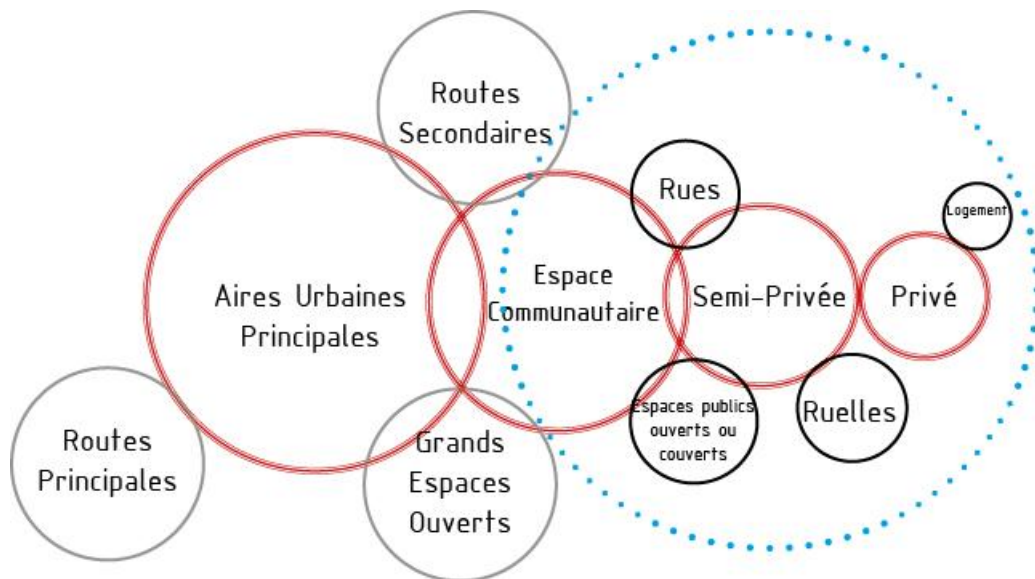 Routes
Secondaires
Rues
Logement
Aires Urbaines
Principales
Espace
Communautaire
Semi-Privée
Privé
Routes
Principales
Grands
Espaces
Ouverts
Espaces publics
ouverts ou
couverts
Ruelles